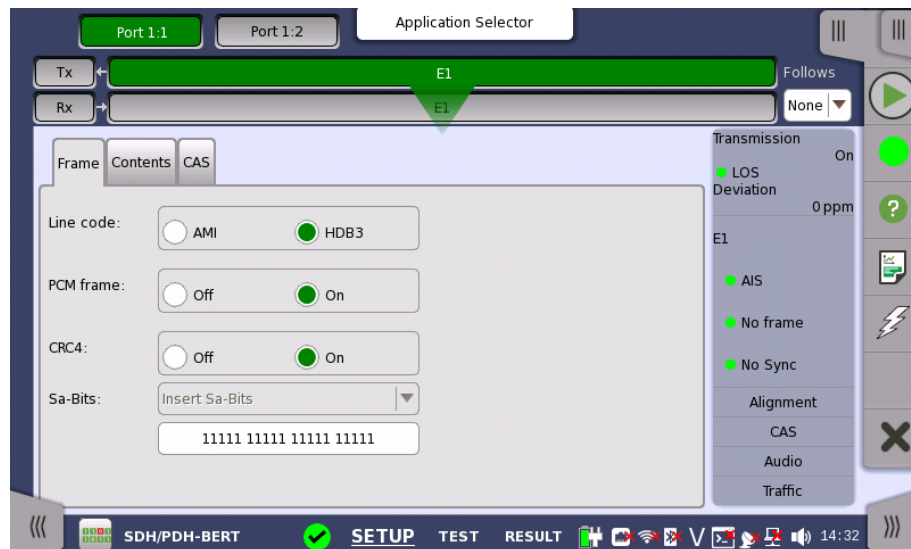 Port 1:1
Port 1:2
Application Selector
Tx
E1
Follows
Rx
E1
None
Frame
Contents
CAS
Transmission
On
LOS
Deviation
0 ppm
Line code:
AMI
HDB3
E1
PCM frame:
Off
On
AIS
No frame
CRC4:
Off
On
No Sync
Sa-Bits:
Insert Sa-Bits
Alignment
11111 11111 11111 11111
CAS
Audio
Traffic
SDH/PDH-BERT
SETUP
TEST
RESULT
14:32